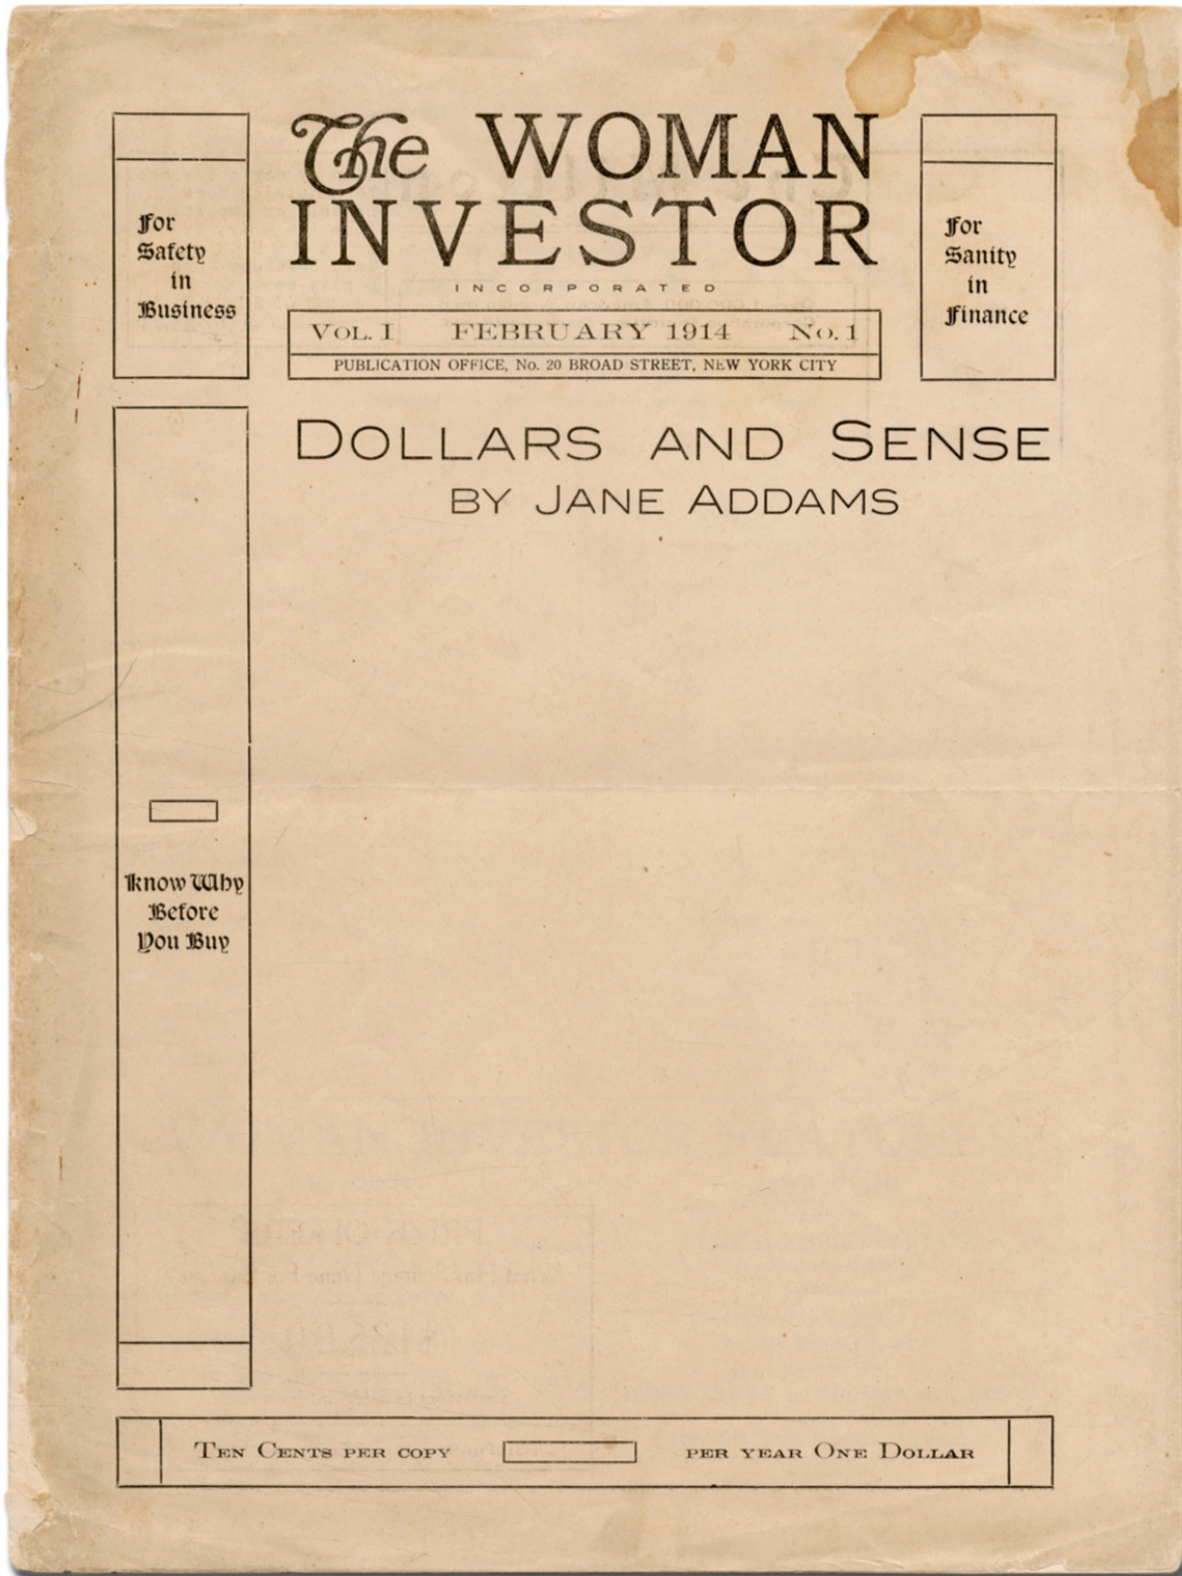 The WOMAN
INVESTOR
INCORPORATED
VOL. I FEBRUARY 1914 No. 1
PUBLICATION OFFICE, No. 20 BROAD STREET, NEW YORK CITY
For
Safety
in
Business
For
Sanity
in
Finance
DOLLARS AND SENSE
BY JANE ADDAMS
Know Why
Before
You Buy
TEN CENTS PER COPY PER YEAR ONE DOLLAR